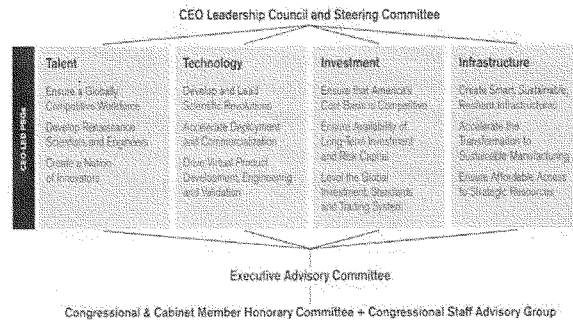 CEO Leadership Council and Steering Committee
CEO-LED PSGs
Talent
Ensure a Globally
Competitive Workforce
Develop Renaissance
Scientists and Engineers
Create a Nation
of Innovators
Technology
Develop and Lead
Scientific Revolutions
Accelerate Deployment
and Commercialization
Drive Virtual Product
Development, Engineering
and Validation
Investment
Ensure that America's
Cost Basis is Competitive
Ensure Availability of
Long-Term Investment
and Risk Capital
Level the Global
Investment, Standards
and Trading System
Infrastructure
Create Smart, Sustainable,
Resilient Infrastructures
Accelerate the
Transformation to
Sustainable Manufacturing
Ensure Affordable Access
to Strategic Resources
Executive Advisory Committee
Congressional & Cabinet Member Honorary Committee + Congressional Staff Advisory Group